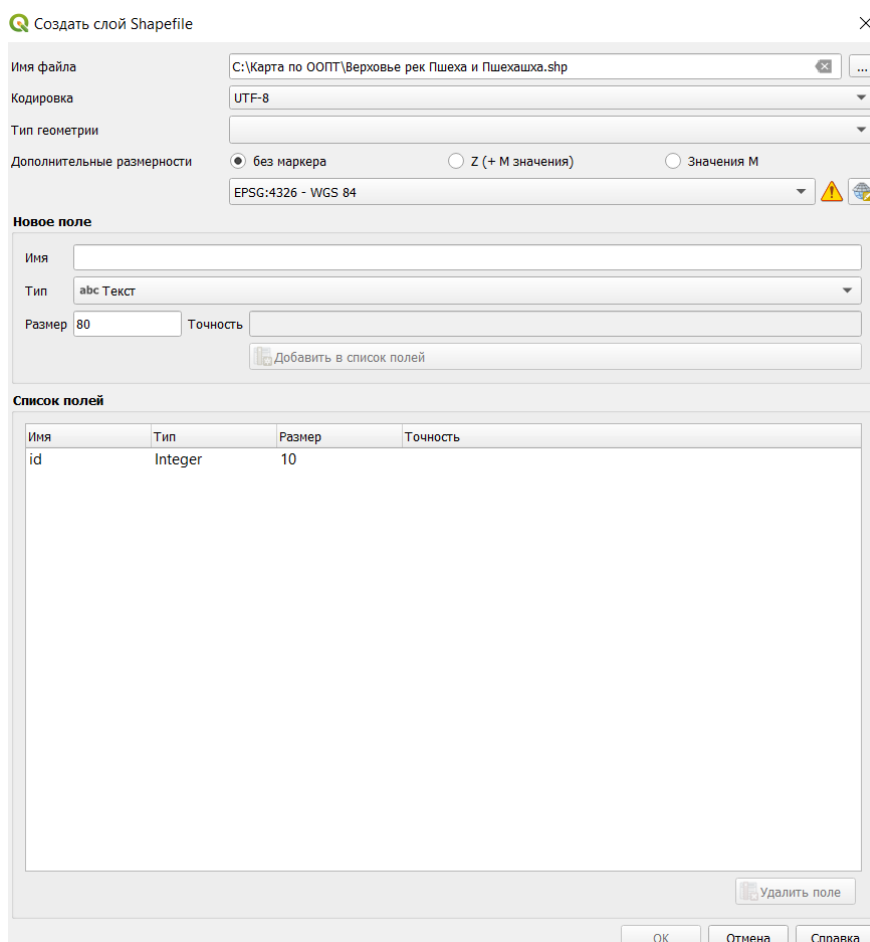 Создать слой Shapefile
Имя файла C:\Карта по ООПТ\Верховье рек Пшеха и Пшехашха.shp ...
Кодировка UTF-8
Тип геометрии
Дополнительные размерности без маркера Z (+ M значения) Значения M
EPSG:4326 - WGS 84
Новое поле
Имя
Тип abc Текст
Размер 80 Точность
Добавить в список полей
Список полей
Имя Тип Размер Точность
id Integer 10
Удалить поле
OK Отмена Справка